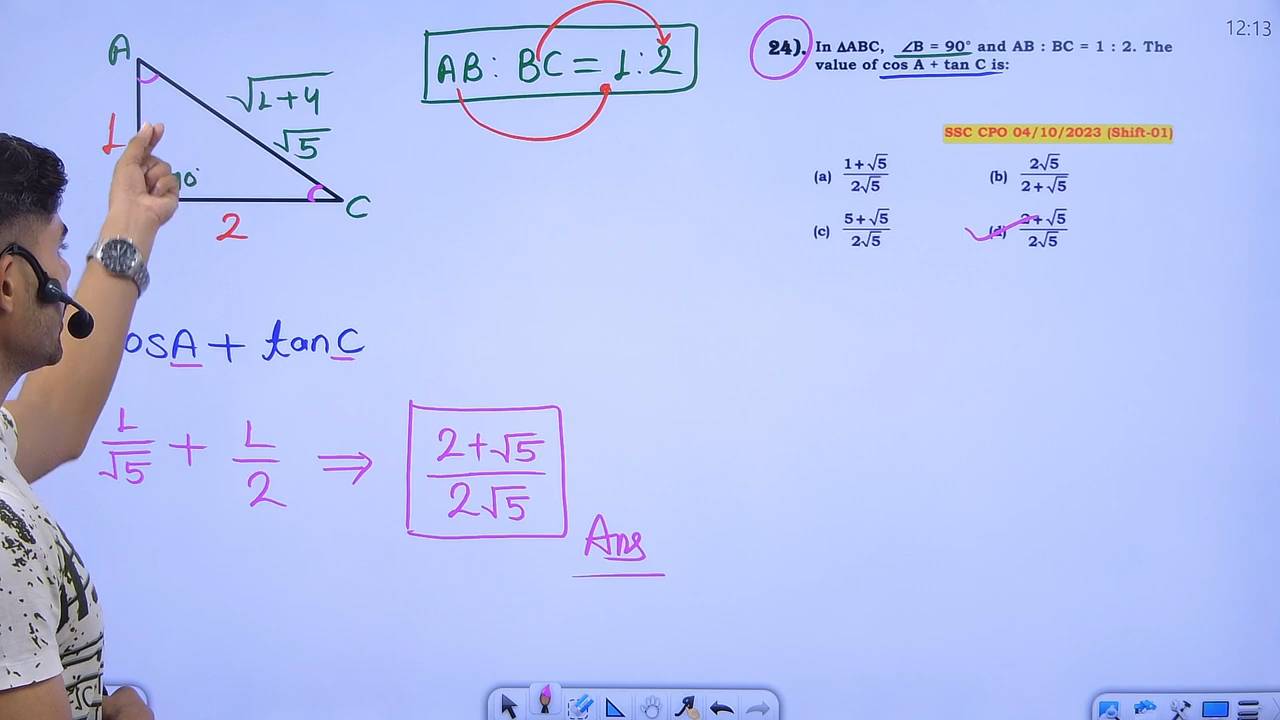 12:13
A
1
√1+4
√5
C
2
AB : BC = 1 : 2
24). In ΔABC, ∠B = 90° and AB : BC = 1 : 2. The
value of cos A + tan C is:
SSC CPO 04/10/2023 (Shift-01)
(a) 1+√5 / 2√5
(b) 2√5 / 2+√5
(c) 5+√5 / 2√5
(d) 2+√5 / 2√5
osA + tanC
1/√5 + 1/2 ⇒ 2+√5 / 2√5
Ans